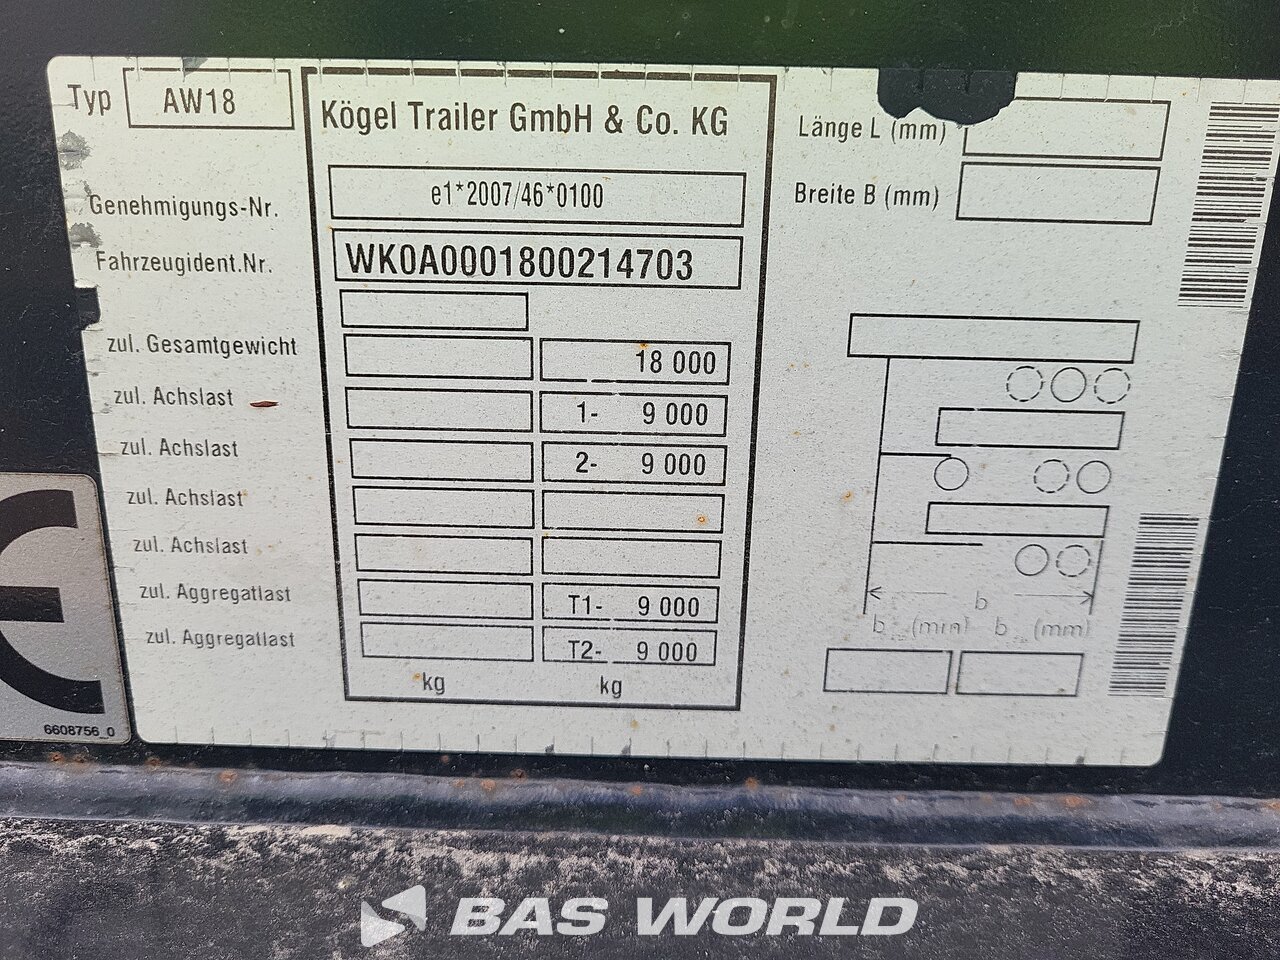 Typ AW18
Kögel Trailer GmbH & Co. KG
Genehmigungs-Nr. e1*2007/46*0100
Fahrzeugident.Nr. WK0A0001800214703
zul. Gesamtgewicht 18 000
zul. Achslast 1- 9 000
zul. Achslast 2- 9 000
zul. Achslast
zul. Achslast
zul. Aggregatlast T1- 9 000
zul. Aggregatlast T2- 9 000
kg kg
Länge L (mm)
Breite B (mm)
b
b (min) b (mm)
6608756_0
BAS WORLD